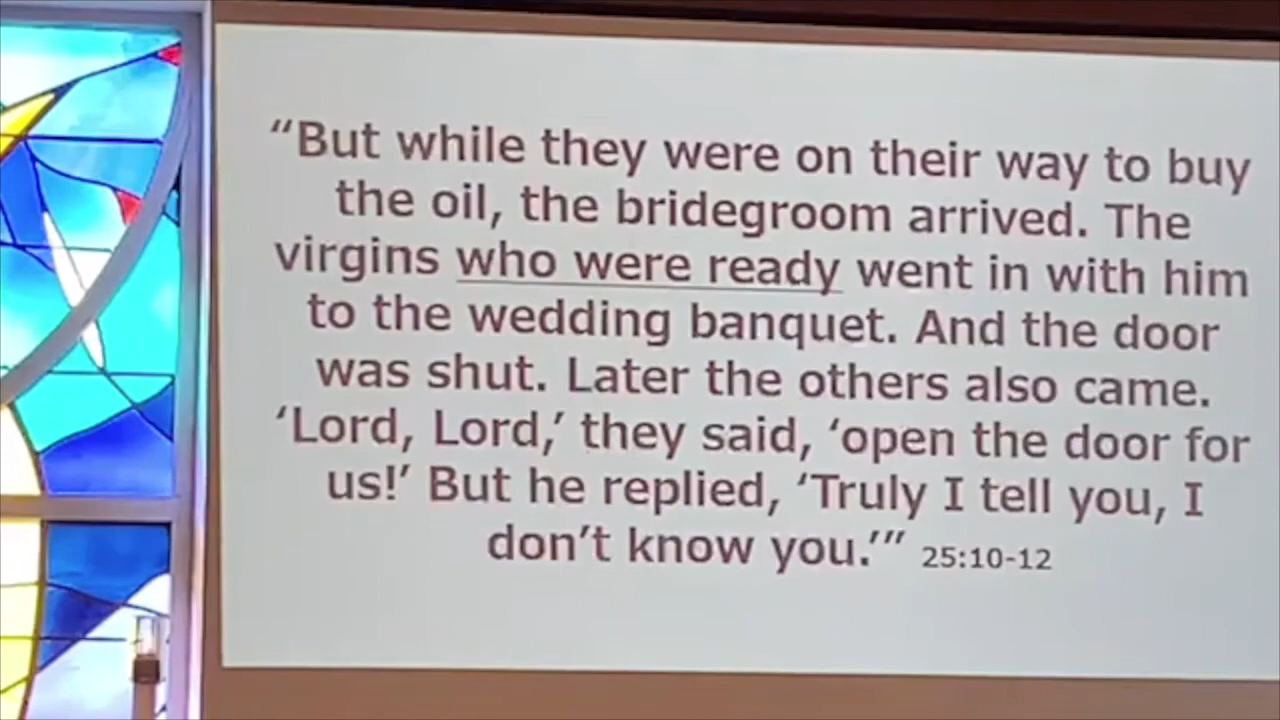 “But while they were on their way to buy
the oil, the bridegroom arrived. The
virgins who were ready went in with him
to the wedding banquet. And the door
was shut. Later the others also came.
‘Lord, Lord,’ they said, ‘open the door for
us!’ But he replied, ‘Truly I tell you, I
don’t know you.’” 25:10-12